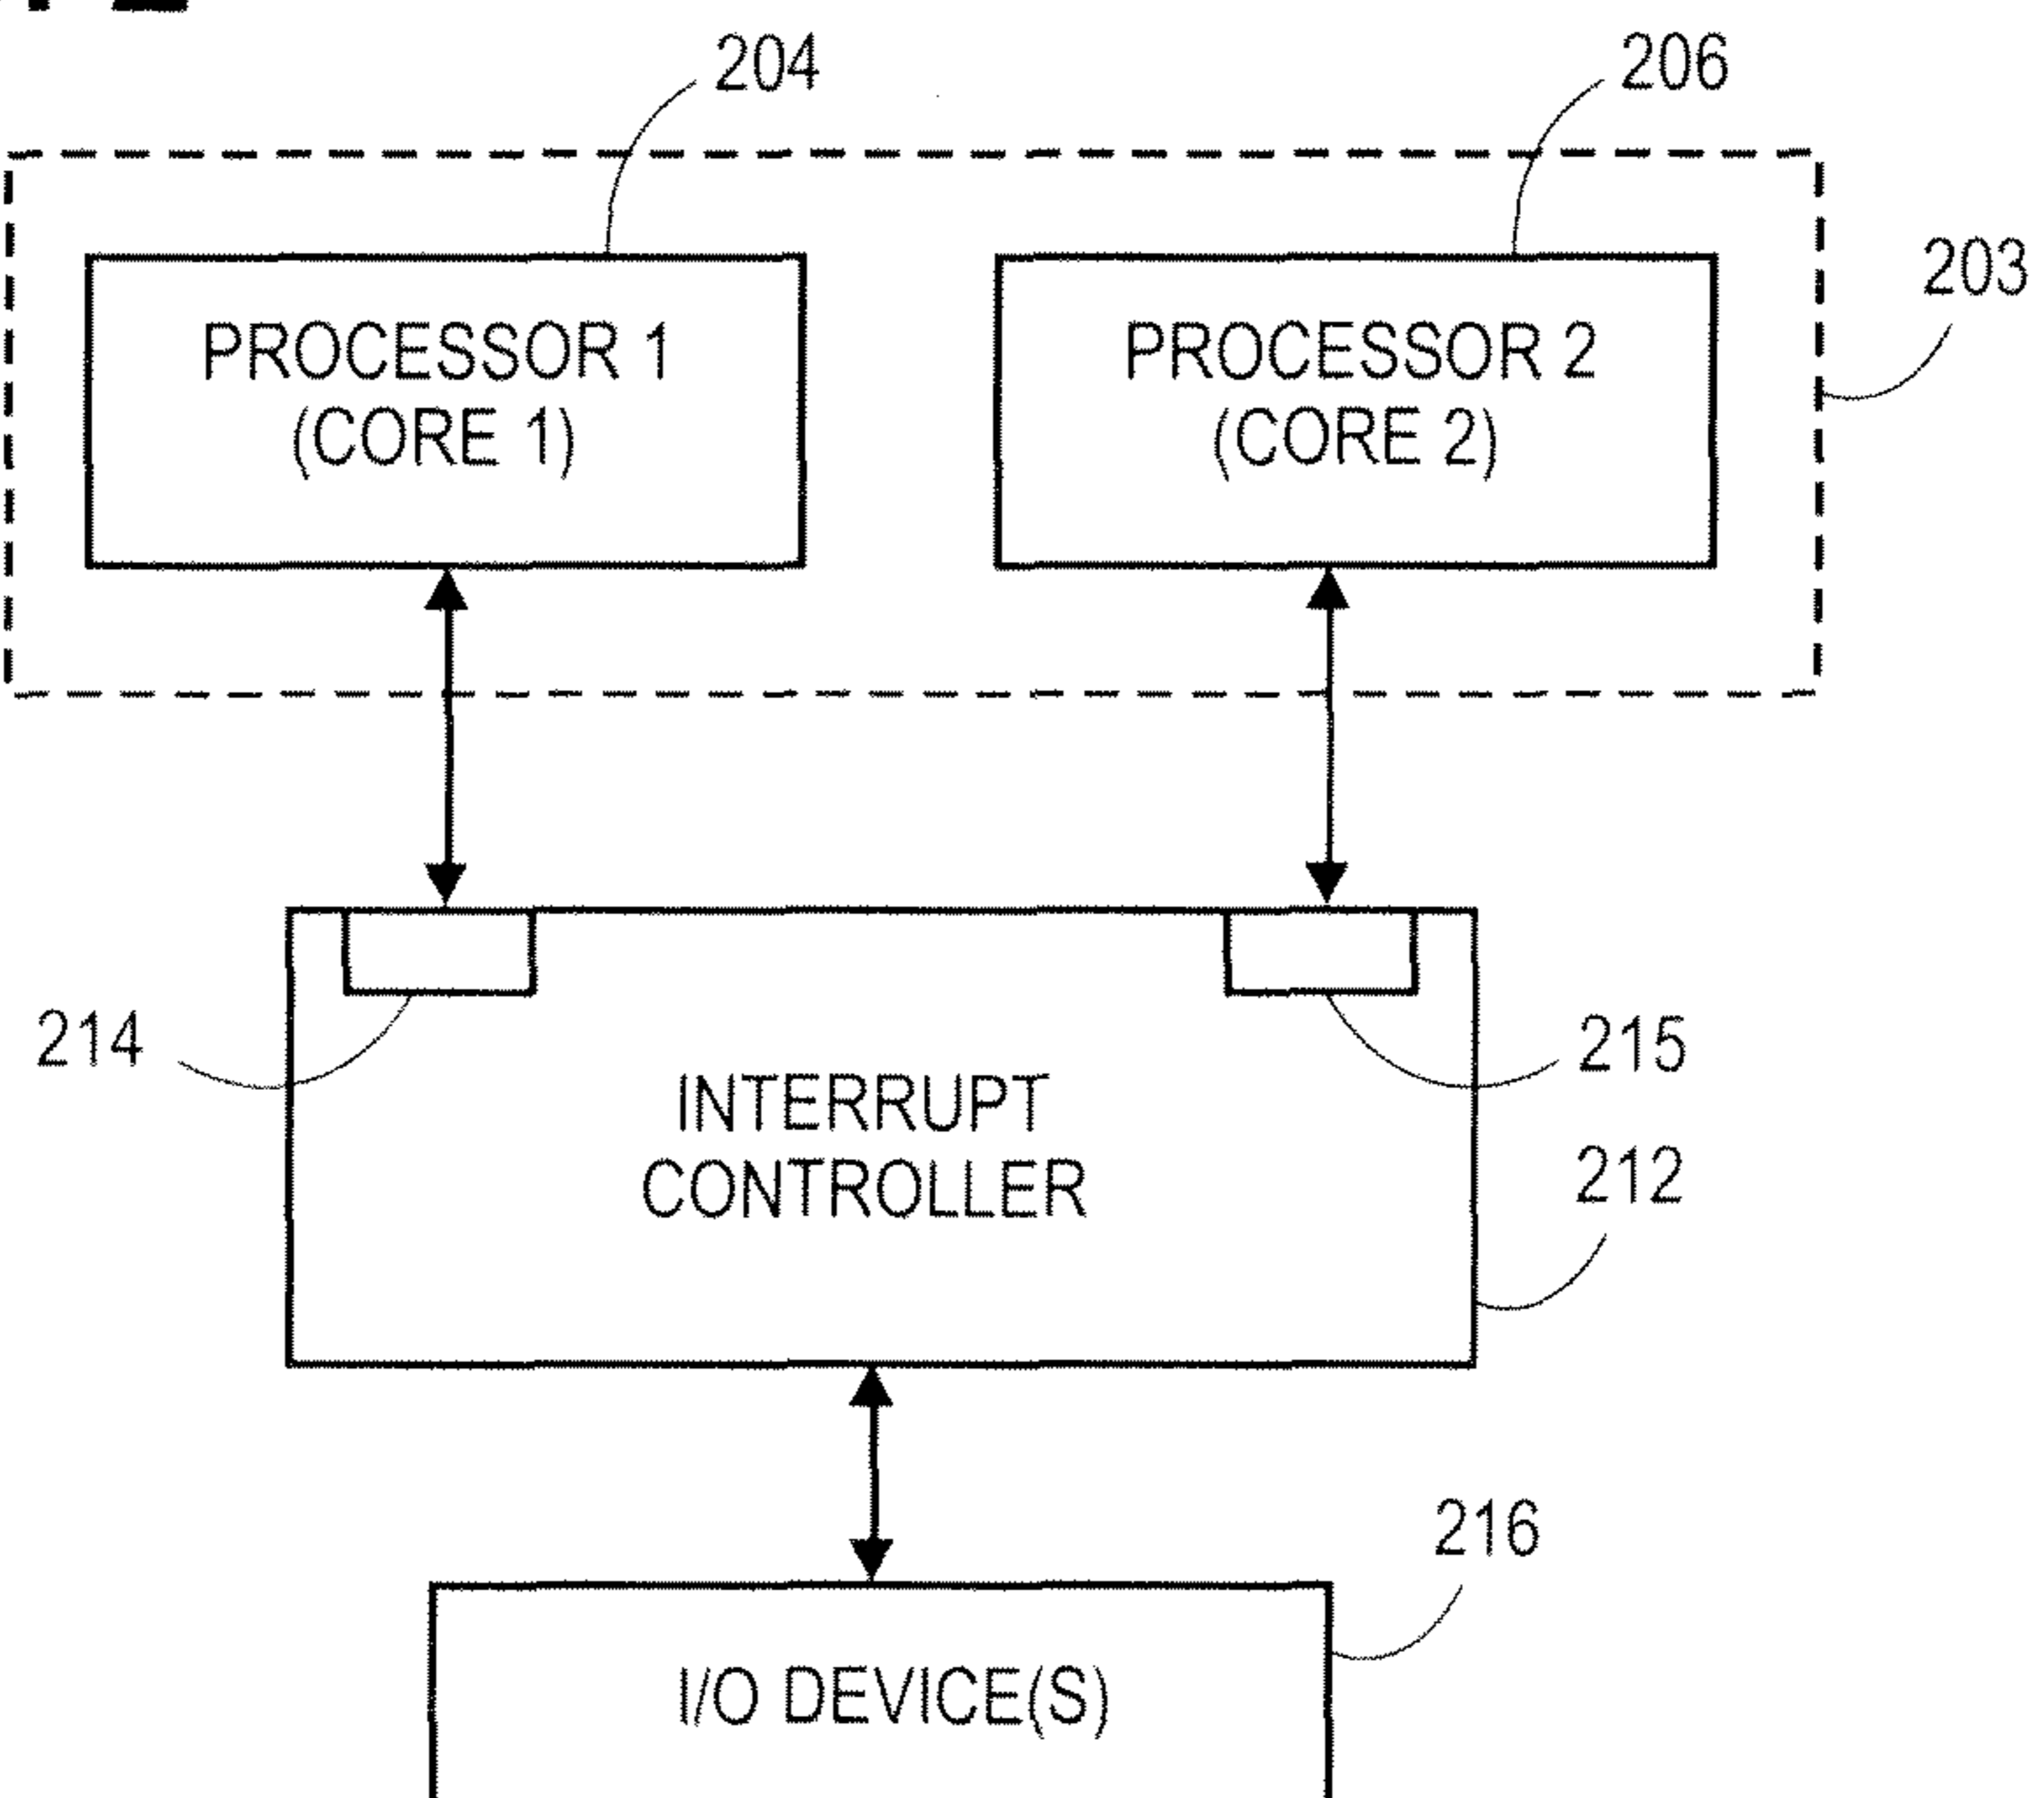 204
206
203
PROCESSOR 1
(CORE 1)
PROCESSOR 2
(CORE 2)
214
215
INTERRUPT
CONTROLLER
212
216
I/O DEVICE(S)